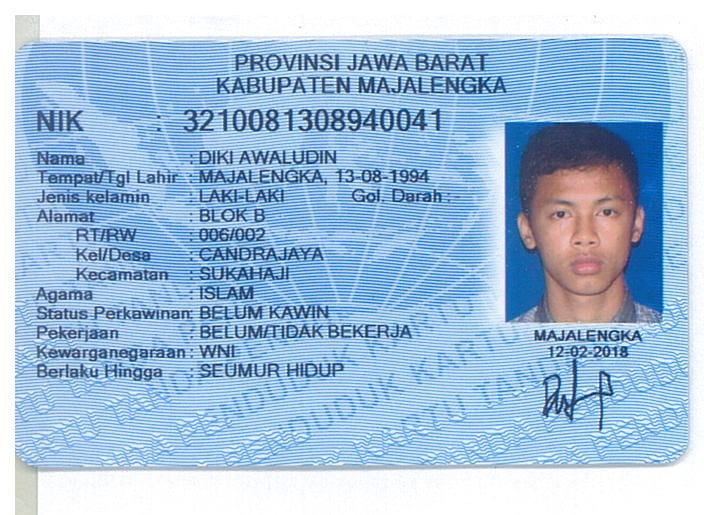 PROVINSI JAWA BARAT
KABUPATEN MAJALENGKA
NIK : 3210081308940041
Nama : DIKI AWALUDIN
Tempat/Tgl Lahir : MAJALENGKA, 13-08-1994
Jenis kelamin : LAKI-LAKI Gol. Darah : -
Alamat : BLOK B
RT/RW : 006/002
Kel/Desa : CANDRAJAYA
Kecamatan : SUKAHAJI
Agama : ISLAM
Status Perkawinan: BELUM KAWIN
Pekerjaan : BELUM/TIDAK BEKERJA
Kewarganegaraan : WNI
Berlaku Hingga : SEUMUR HIDUP
MAJALENGKA
12-02-2018